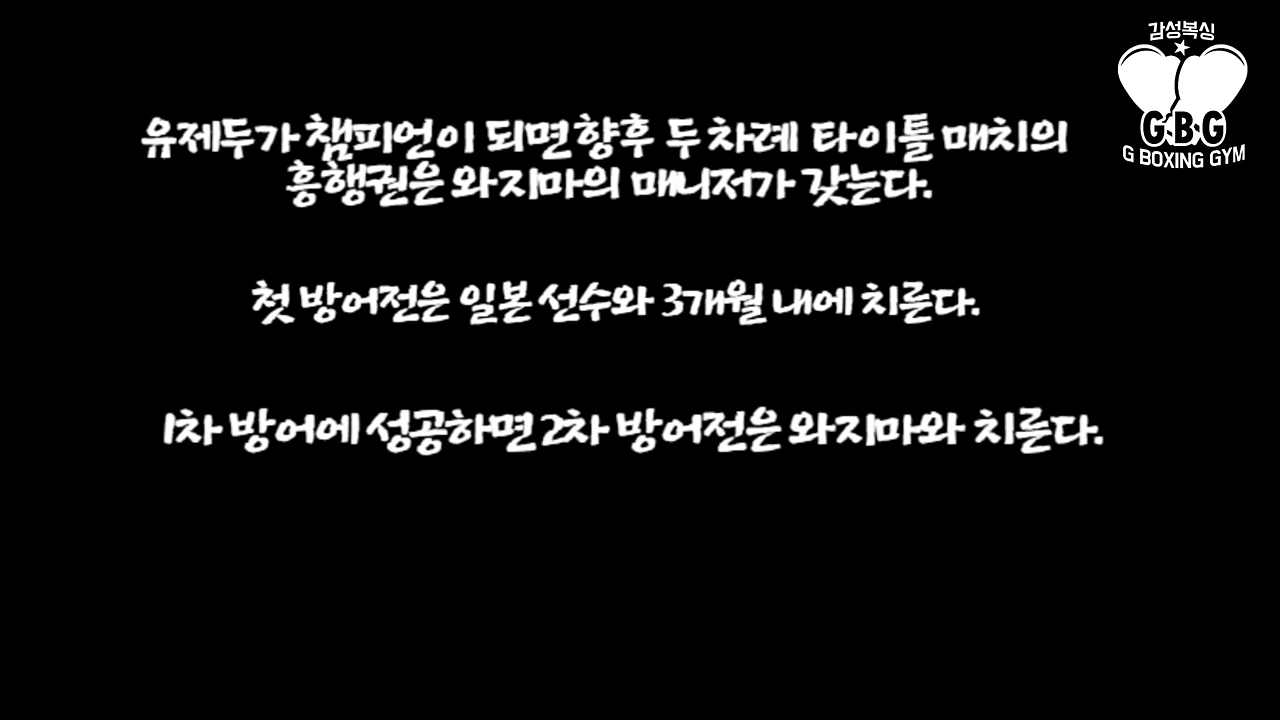 감성복싱
G.B.G
G BOXING GYM
유제두가 챔피언이 되면 향후 두 차례 타이틀 매치의
흥행권은 와지마의 매니저가 갖는다.
첫 방어전은 일본 선수와 3개월 내에 치룬다.
1차 방어에 성공하면 2차 방어전은 와지마와 치룬다.